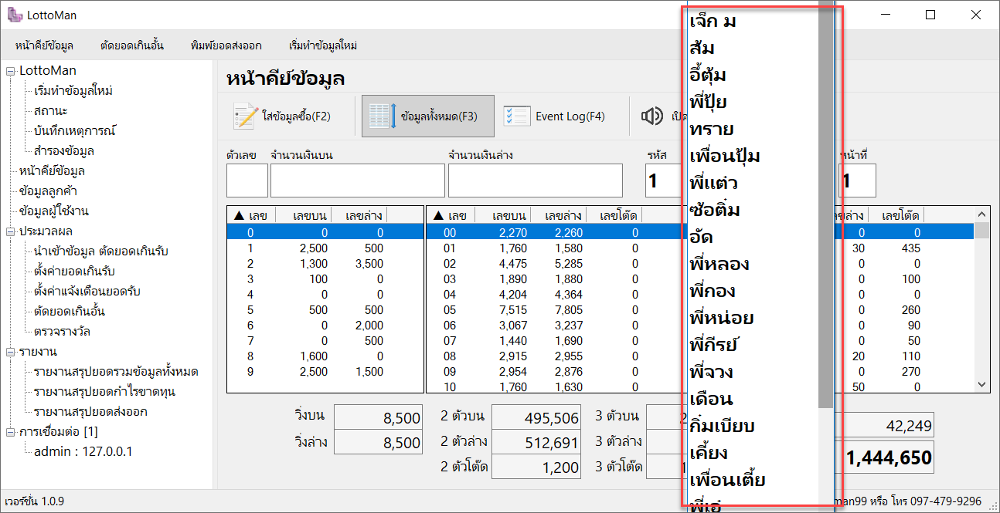 LottoMan
หน้าคีย์ข้อมูล ตัดยอดเกินอั้น พิมพ์ยอดส่งออก เริ่มทำข้อมูลใหม่
LottoMan
เริ่มทำข้อมูลใหม่
สถานะ
บันทึกเหตุการณ์
สำรองข้อมูล
หน้าคีย์ข้อมูล
ข้อมูลลูกค้า
ข้อมูลผู้ใช้งาน
ประมวลผล
นำเข้าข้อมูล ตัดยอดเกินรับ
ตั้งค่ายอดเกินรับ
ตั้งค่าแจ้งเตือนยอดรับ
ตัดยอดเกินอั้น
ตรวจรางวัล
รายงาน
รายงานสรุปยอดรวมข้อมูลทั้งหมด
รายงานสรุปยอดกำไรขาดทุน
รายงานสรุปยอดส่งออก
การเชื่อมต่อ [1]
admin : 127.0.0.1
หน้าคีย์ข้อมูล
ใส่ข้อมูลซื้อ(F2) ข้อมูลทั้งหมด(F3) Event Log(F4)
ตัวเลข จำนวนเงินบน จำนวนเงินล่าง รหัส
1
▲ เลข เลขบน เลขล่าง
0 0 0
1 2,500 500
2 1,300 3,500
3 100 0
4 0 0
5 500 500
6 0 2,000
7 0 500
8 1,600 0
9 2,500 1,500
▲ เลข เลขบน เลขล่าง เลขโต๊ด
00 2,270 2,260 0
01 1,760 1,580 0
02 4,475 5,285 0
03 1,890 1,880 0
04 4,204 4,364 0
05 7,515 7,805 0
06 3,067 3,237 0
07 1,440 1,690 0
08 2,915 2,955 0
09 2,954 2,876 0
10 1,760 1,630 0
เจ็ก ม
ส้ม
อี้ตุ้ม
พี่ปุ้ย
ทราย
เพื่อนปุ้ม
พี่แต๋ว
ซ้อติ๋ม
อ๊ด
พี่หลอง
พี่กอง
พี่หน่อย
พี่กีรย์
พี่จวง
เดือน
กิ๋มเบียบ
เคี้ยง
เพื่อนเตี้ย
พี่เอ๋
หน้าที่
1
เลขล่าง เลขโต๊ด
0 0
30 435
0 0
0 100
0 0
0 260
0 90
0 50
20 110
0 270
50 0
วิ่งบน 8,500 2 ตัวบน 495,506 3 ตัวบน
วิ่งล่าง 8,500 2 ตัวล่าง 512,691 3 ตัวล่าง
2 ตัวโต๊ด 1,200 3 ตัวโต๊ด
42,249
1,444,650
เวอร์ชั่น 1.0.9
man99 หรือ โทร 097-479-9296